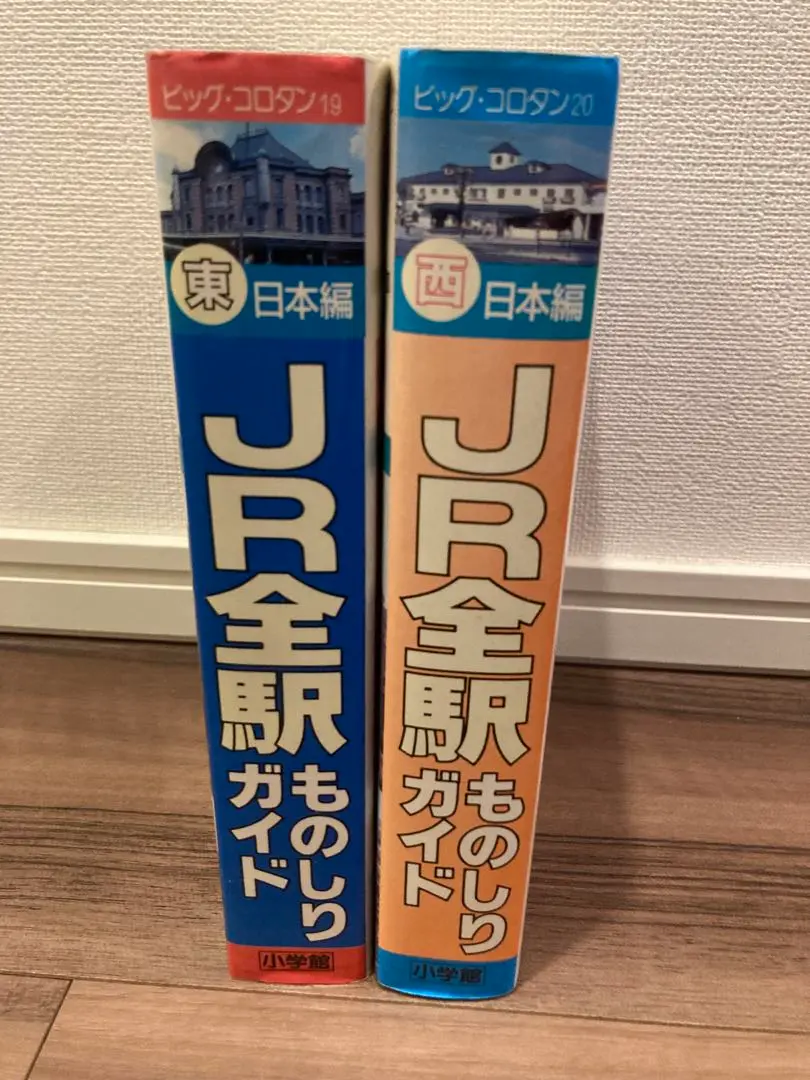 ビッグ・コロタン19
東日本編
JR全駅
ものしり
ガイド
小学館
ビッグ・コロタン20
西日本編
JR全駅
ものしり
ガイド
小学館